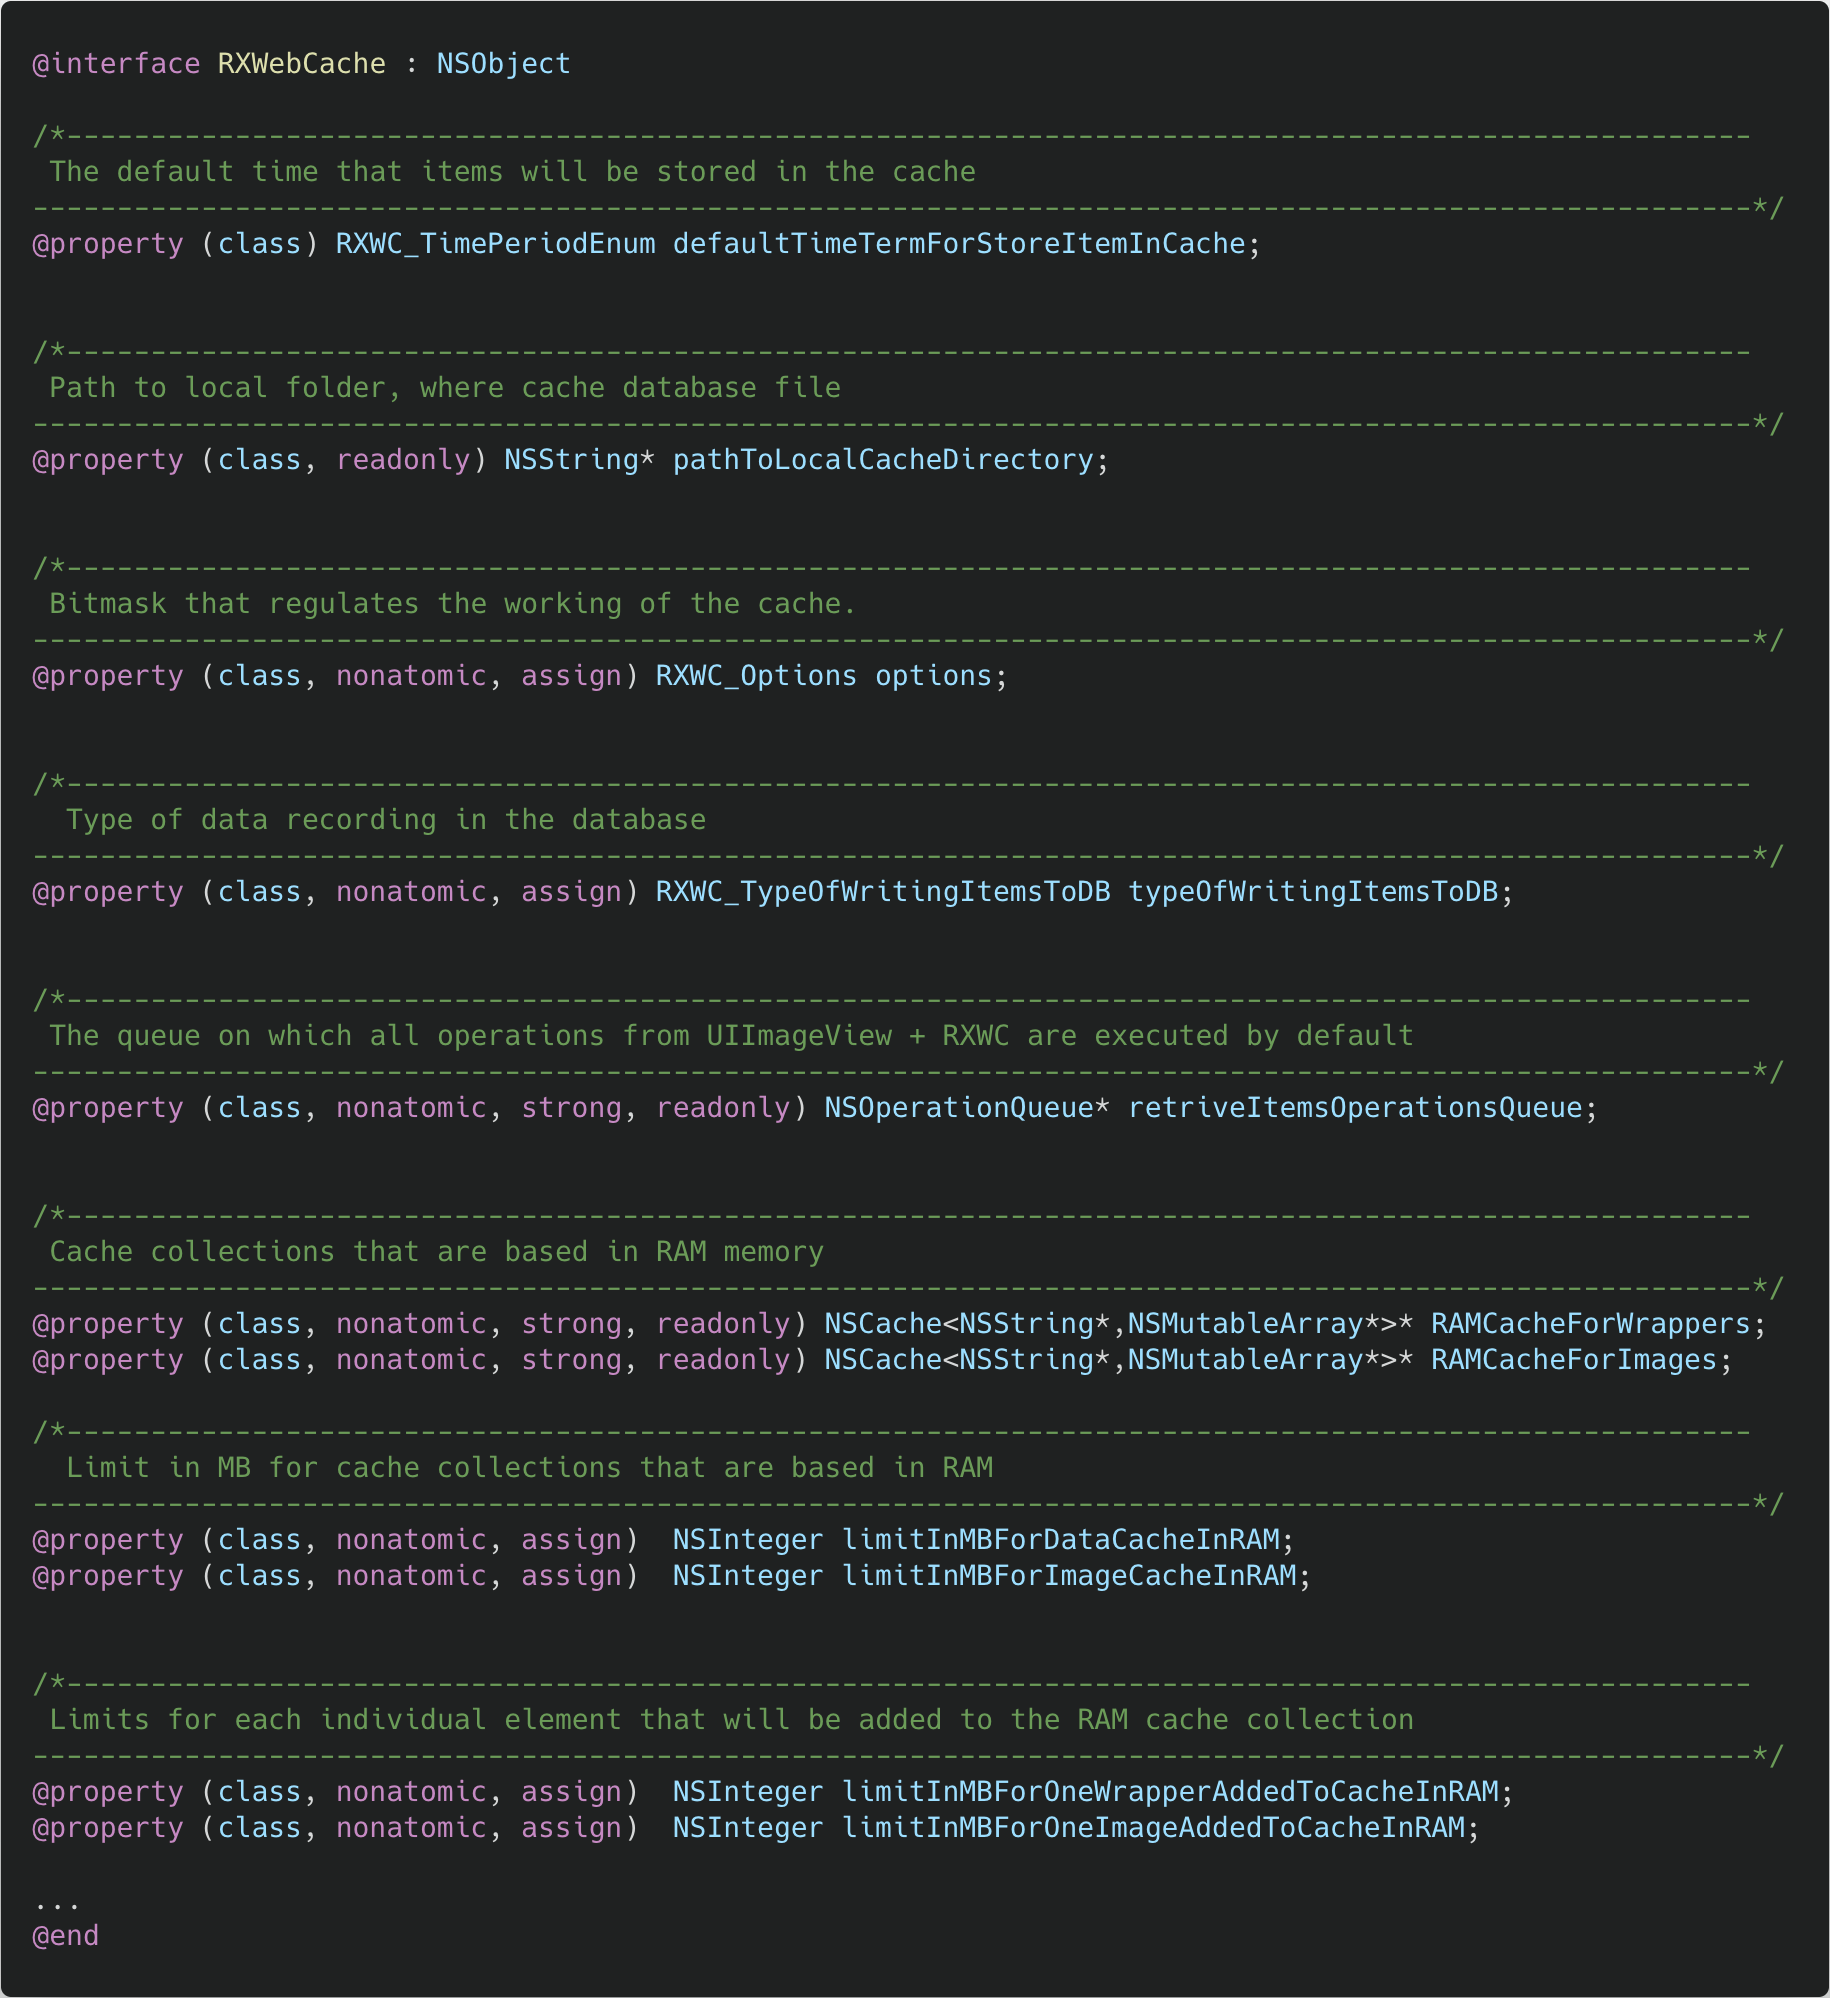 @interface RXWebCache : NSObject
/*----------------------------------------------------------------------------------------------------
The default time that items will be stored in the cache
------------------------------------------------------------------------------------------------------*/
@property (class) RXWC_TimePeriodEnum defaultTimeTermForStoreItemInCache;
/*----------------------------------------------------------------------------------------------------
Path to local folder, where cache database file
------------------------------------------------------------------------------------------------------*/
@property (class, readonly) NSString* pathToLocalCacheDirectory;
/*----------------------------------------------------------------------------------------------------
Bitmask that regulates the working of the cache.
------------------------------------------------------------------------------------------------------*/
@property (class, nonatomic, assign) RXWC_Options options;
/*----------------------------------------------------------------------------------------------------
Type of data recording in the database
------------------------------------------------------------------------------------------------------*/
@property (class, nonatomic, assign) RXWC_TypeOfWritingItemsToDB typeOfWritingItemsToDB;
/*----------------------------------------------------------------------------------------------------
The queue on which all operations from UIImageView + RXWC are executed by default
------------------------------------------------------------------------------------------------------*/
@property (class, nonatomic, strong, readonly) NSOperationQueue* retriveItemsOperationsQueue;
/*----------------------------------------------------------------------------------------------------
Cache collections that are based in RAM memory
------------------------------------------------------------------------------------------------------*/
@property (class, nonatomic, strong, readonly) NSCache<NSString*,NSMutableArray*>* RAMCacheForWrappers;
@property (class, nonatomic, strong, readonly) NSCache<NSString*,NSMutableArray*>* RAMCacheForImages;
/*----------------------------------------------------------------------------------------------------
Limit in MB for cache collections that are based in RAM
------------------------------------------------------------------------------------------------------*/
@property (class, nonatomic, assign)  NSInteger limitInMBForDataCacheInRAM;
@property (class, nonatomic, assign)  NSInteger limitInMBForImageCacheInRAM;
/*----------------------------------------------------------------------------------------------------
Limits for each individual element that will be added to the RAM cache collection
------------------------------------------------------------------------------------------------------*/
@property (class, nonatomic, assign)  NSInteger limitInMBForOneWrapperAddedToCacheInRAM;
@property (class, nonatomic, assign)  NSInteger limitInMBForOneImageAddedToCacheInRAM;
...
@end